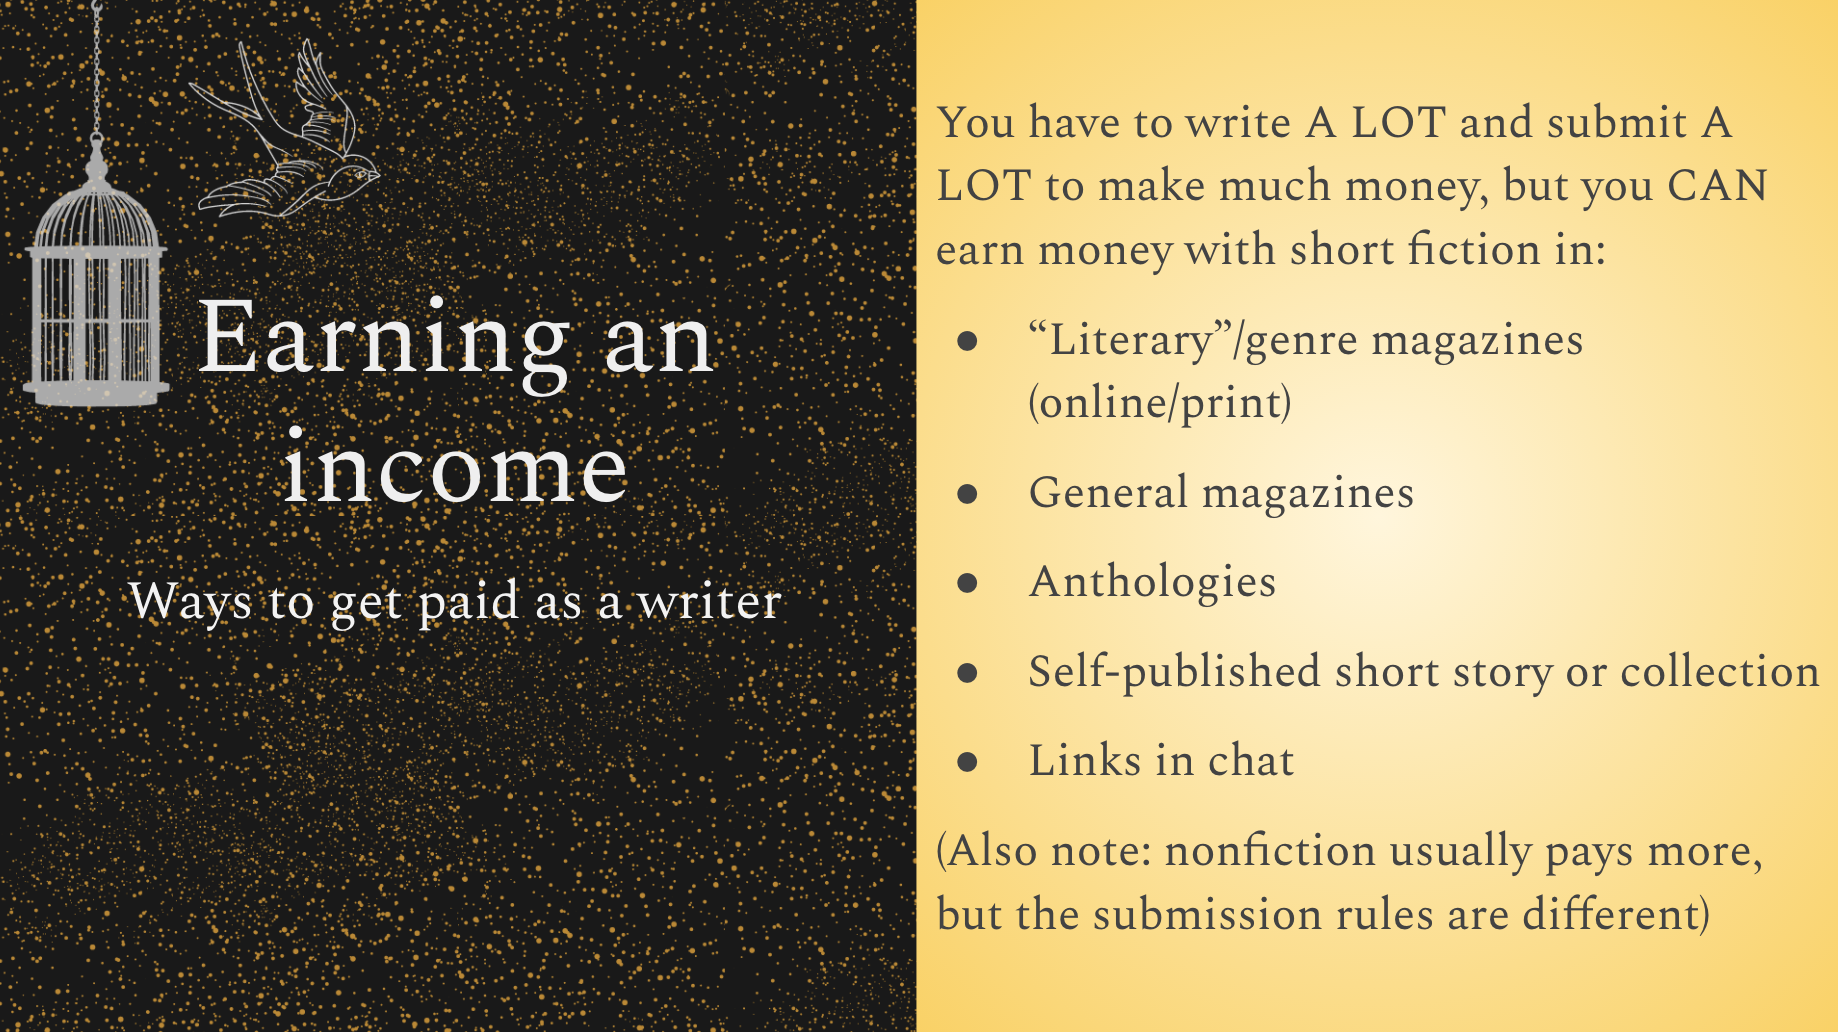 Earning an
income
Ways to get paid as a writer
You have to write A LOT and submit A
LOT to make much money, but you CAN
earn money with short fiction in:
● “Literary”/genre magazines
(online/print)
● General magazines
● Anthologies
● Self-published short story or collection
● Links in chat
(Also note: nonfiction usually pays more,
but the submission rules are different)